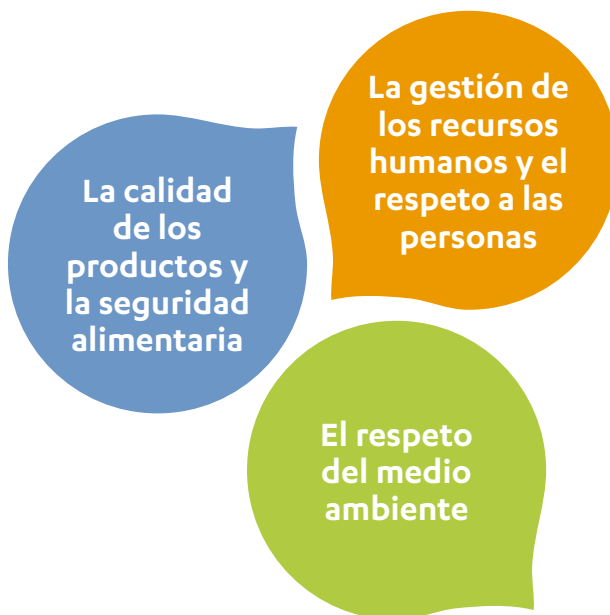 La gestión de
los recursos
humanos y el
respeto a las
personas
La calidad
de los
productos y
la seguridad
alimentaria
El respeto
del medio
ambiente